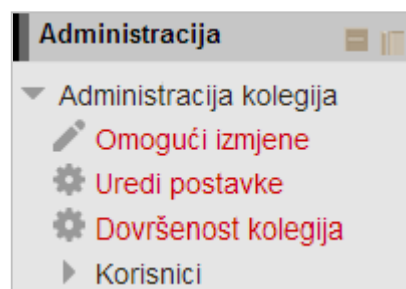 Administracija
Administracija kolegija
Omogući izmjene
Uredi postavke
Dovršenost kolegija
Korisnici